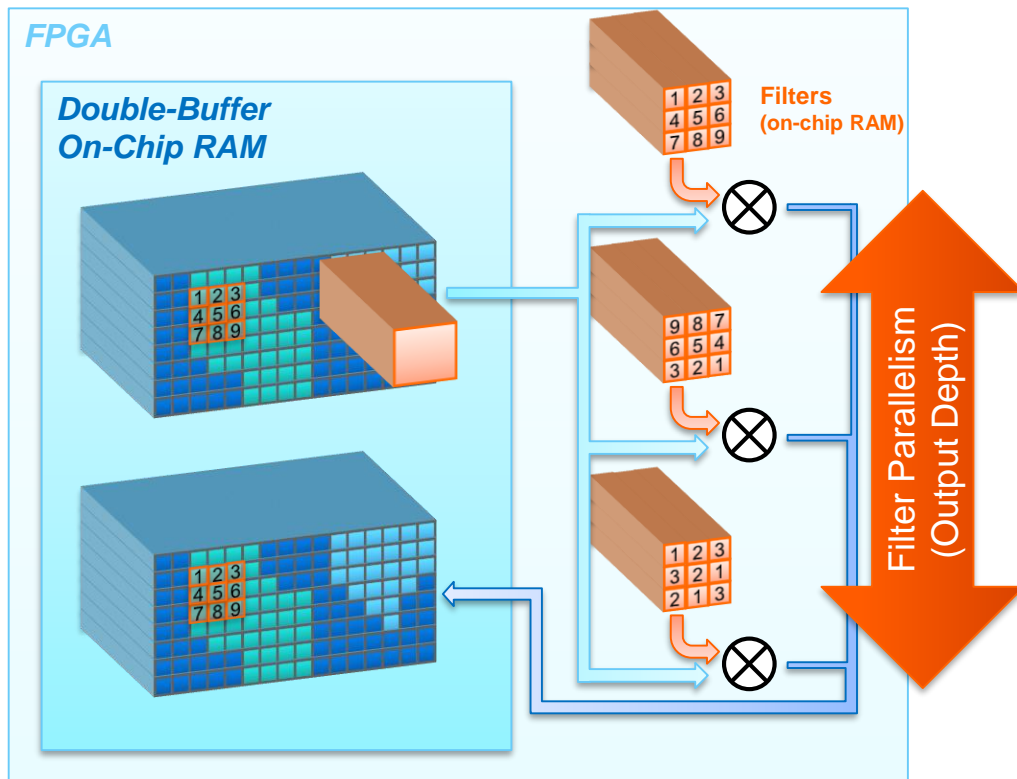 FPGA
Double-Buffer
On-Chip RAM
1 2 3
4 5 6
7 8 9
Filters
(on-chip RAM)
1 2 3
4 5 6
7 8 9
9 8 7
6 5 4
3 2 1
1 2 3
4 5 6
7 8 9
1 2 3
3 2 1
2 1 3
Filter Parallelism
(Output Depth)